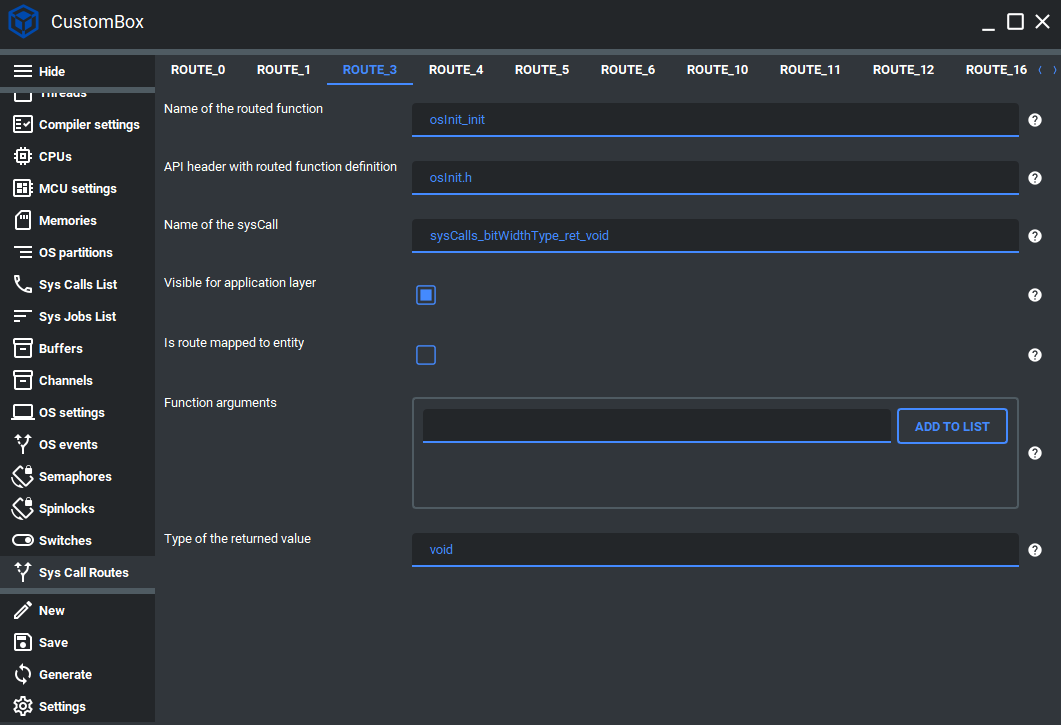 CustomBox
Hide
Threads
Compiler settings
CPUs
MCU settings
Memories
OS partitions
Sys Calls List
Sys Jobs List
Buffers
Channels
OS settings
OS events
Semaphores
Spinlocks
Switches
Sys Call Routes
New
Save
Generate
Settings
ROUTE_0 ROUTE_1 ROUTE_3 ROUTE_4 ROUTE_5 ROUTE_6 ROUTE_10 ROUTE_11 ROUTE_12 ROUTE_16
Name of the routed function
osInit_init
API header with routed function definition
osInit.h
Name of the sysCall
sysCalls_bitWidthType_ret_void
Visible for application layer
Is route mapped to entity
Function arguments
ADD TO LIST
Type of the returned value
void